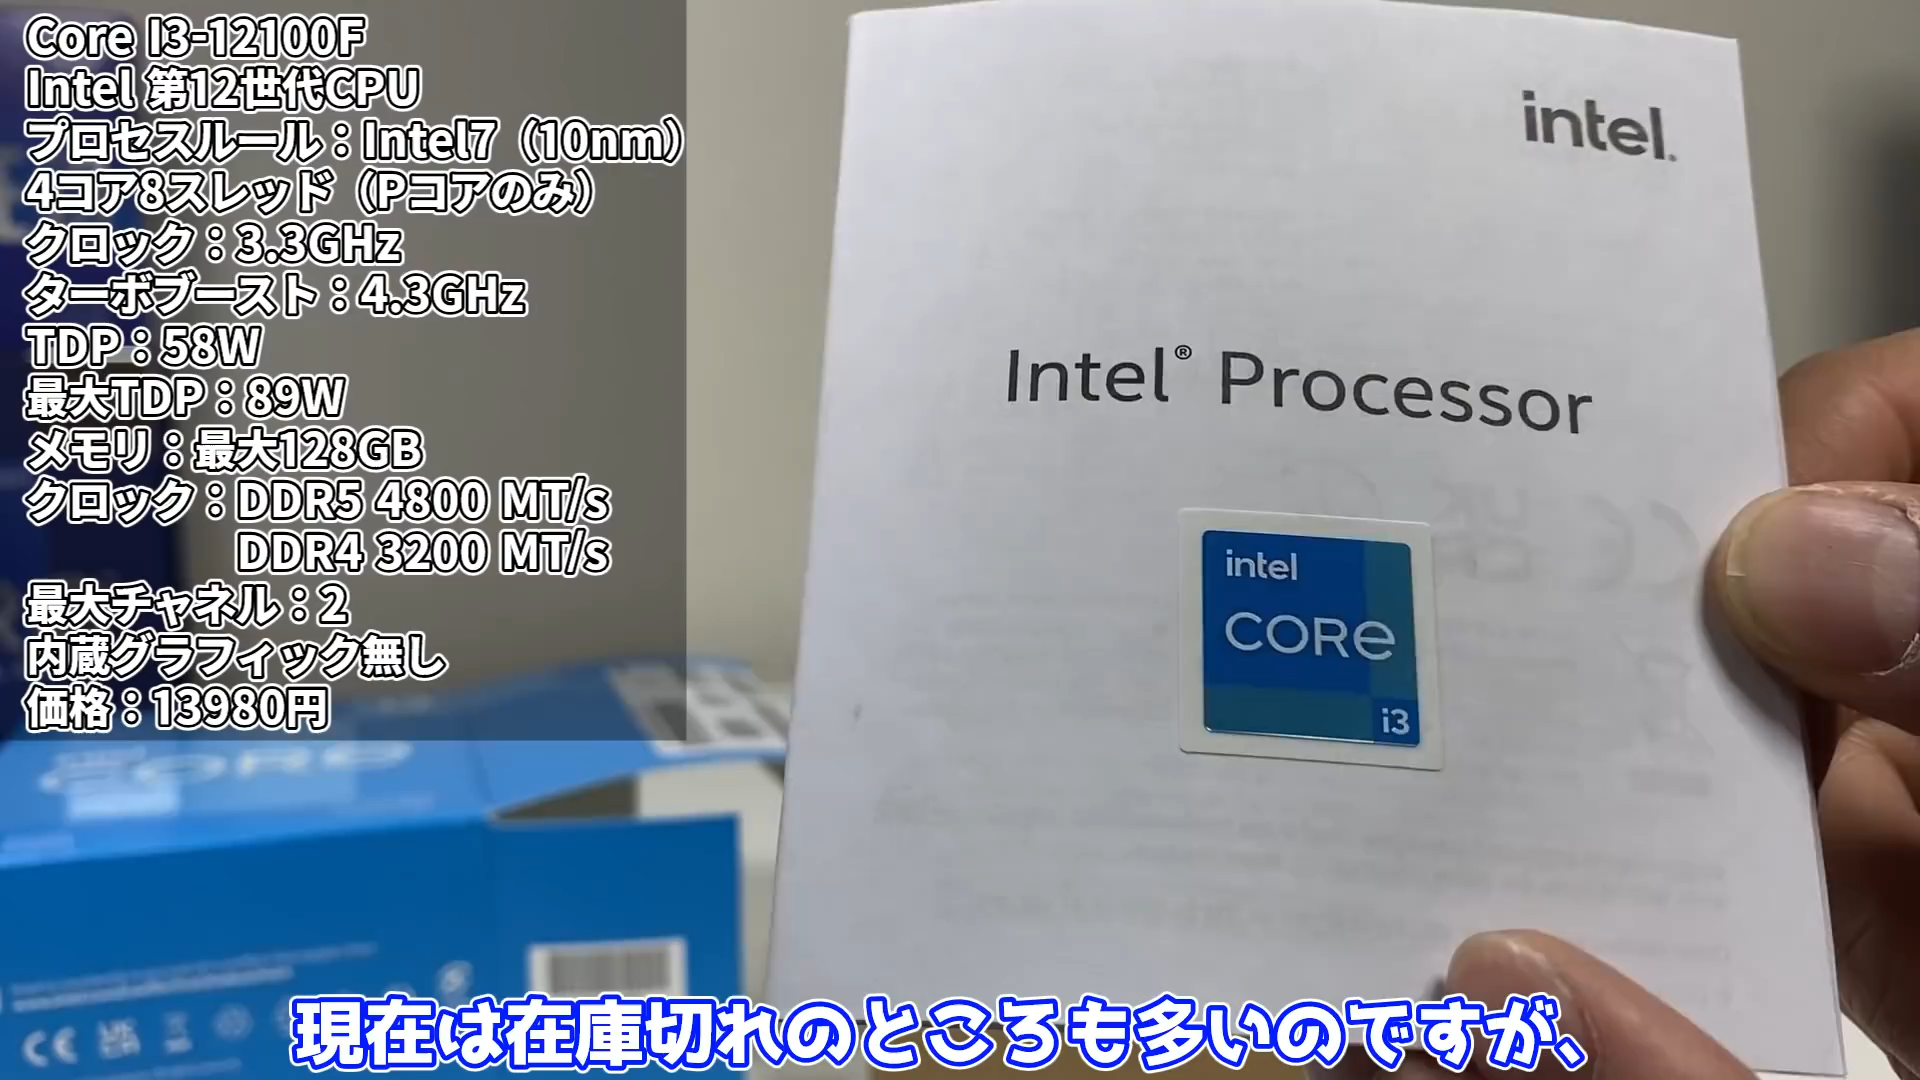 Core I3-12100F
Intel 第12世代CPU
プロセスルール：Intel7（10nm）
4コア8スレッド（Pコアのみ）
クロック：3.3GHz
ターボブースト：4.3GHz
TDP：58W
最大TDP：89W
メモリ：最大128GB
クロック：DDR5 4800 MT/s
DDR4 3200 MT/s
最大チャネル：2
内蔵グラフィック無し
価格：13980円
intel.
Intel® Processor
intel
CORe
i3
現在は在庫切れのところも多いのですが、